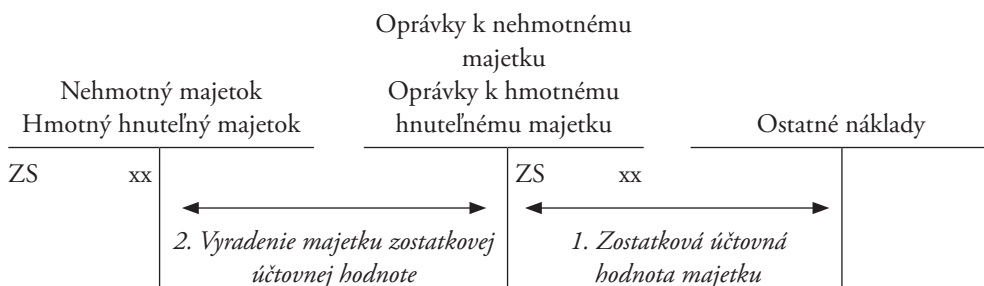 Oprávky k nehmotnému
majetku
Nehmotný majetok
Oprávky k hmotnému
Hmotný hnuteľný majetok
hnuteľnému majetku
Ostatné náklady
ZS xx
ZS xx
2. Vyradenie majetku zostatkovej
účtovnej hodnote
1. Zostatková účtovná
hodnota majetku